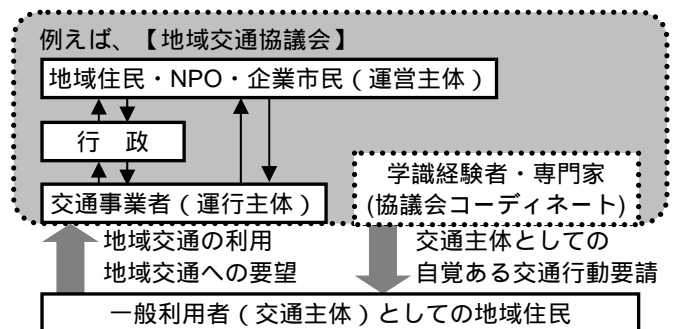 例えば、【地域交通協議会】
地域住民・NPO・企業市民(運営主体)
行 政
交通事業者(運行主体)
学識経験者・専門家
(協議会コーディネート)
地域交通の利用
地域交通への要望
交通主体としての
自覚ある交通行動要請
一般利用者(交通主体)としての地域住民